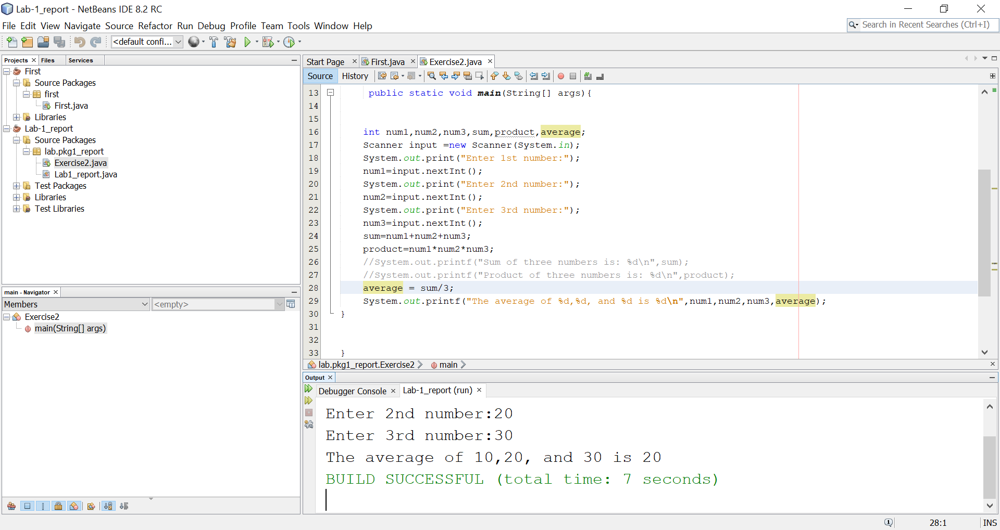 Lab-1_report - NetBeans IDE 8.2 RC
File Edit View Navigate Source Refactor Run Debug Profile Team Tools Window Help
Search in Recent Searches (Ctrl+I)
<default confi...
Projects Files Services
First
Source Packages
first
First.java
Libraries
Lab-1_report
Source Packages
lab.pkg1_report
Exercise2.java
Lab1_report.java
Test Packages
Libraries
Test Libraries
main - Navigator
Members <empty>
Exercise2
main(String[] args)
Start Page First.java Exercise2.java
Source History
13 public static void main(String[] args){
14
15
16 int num1,num2,num3,sum,product,average;
17 Scanner input =new Scanner(System.in);
18 System.out.print("Enter 1st number:");
19 num1=input.nextInt();
20 System.out.print("Enter 2nd number:");
21 num2=input.nextInt();
22 System.out.print("Enter 3rd number:");
23 num3=input.nextInt();
24 sum=num1+num2+num3;
25 product=num1*num2*num3;
26 //System.out.printf("Sum of three numbers is: %d\n",sum);
27 //System.out.printf("Product of three numbers is: %d\n",product);
28 average = sum/3;
29 System.out.printf("The average of %d,%d, and %d is %d\n",num1,num2,num3,average);
30 }
31
32
33 }
lab.pkg1_report.Exercise2 main
Output
Debugger Console Lab-1_report (run)
Enter 2nd number:20
Enter 3rd number:30
The average of 10,20, and 30 is 20
BUILD SUCCESSFUL (total time: 7 seconds)
28:1 INS